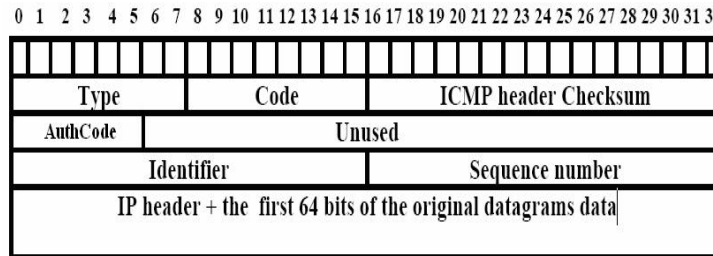 0 1 2 3 4 5 6 7 8 9 10 11 12 13 14 15 16 17 18 19 20 21 22 23 24 25 26 27 28 29 30 31 3
Type Code ICMP header Checksum
AuthCode Unused
Identifier Sequence number
IP header + the first 64 bits of the original datagrams data